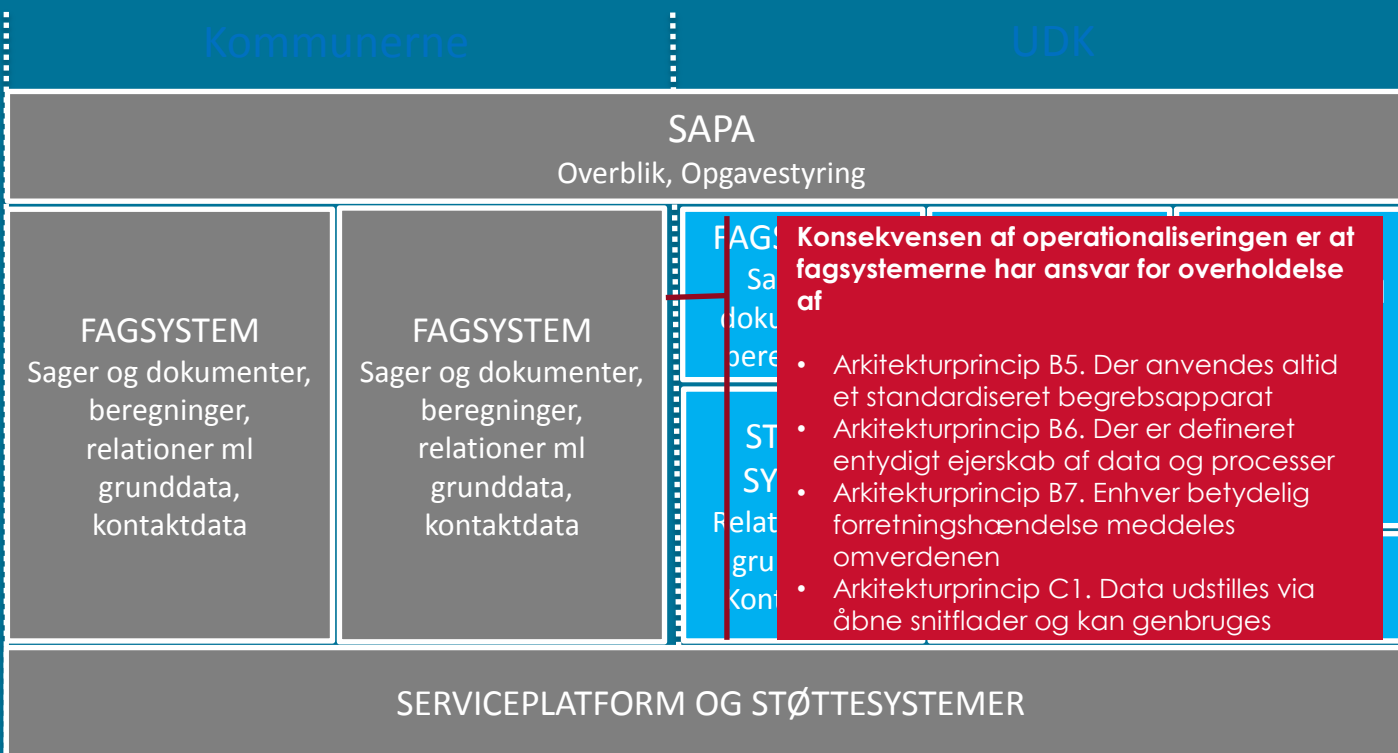 Kommunerne
UDK
SAPA
Overblik, Opgavestyring
FAGSYSTEM
Sager og dokumenter,
beregninger,
relationer ml
grunddata,
kontaktdata
FAGSYSTEM
Sager og dokumenter,
beregninger,
relationer ml
grunddata,
kontaktdata
Konsekvensen af operationaliseringen er at
fagsystemerne har ansvar for overholdelse
af
• Arkitekturprincip B5. Der anvendes altid
et standardiseret begrebsapparat
• Arkitekturprincip B6. Der er defineret
entydigt ejerskab af data og processer
• Arkitekturprincip B7. Enhver betydelig
forretningshændelse meddeles
omverdenen
• Arkitekturprincip C1. Data udstilles via
åbne snitflader og kan genbruges
SERVICEPLATFORM OG STØTTESYSTEMER